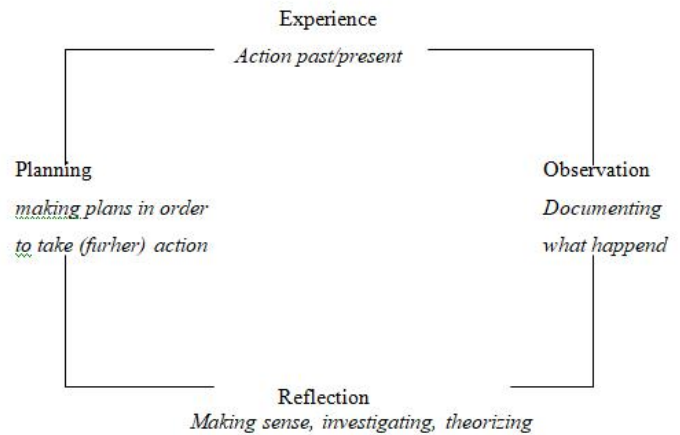 Experience
Action past/present
Planning
making plans in order
to take (furher) action
Observation
Documenting
what happend
Reflection
Making sense, investigating, theorizing